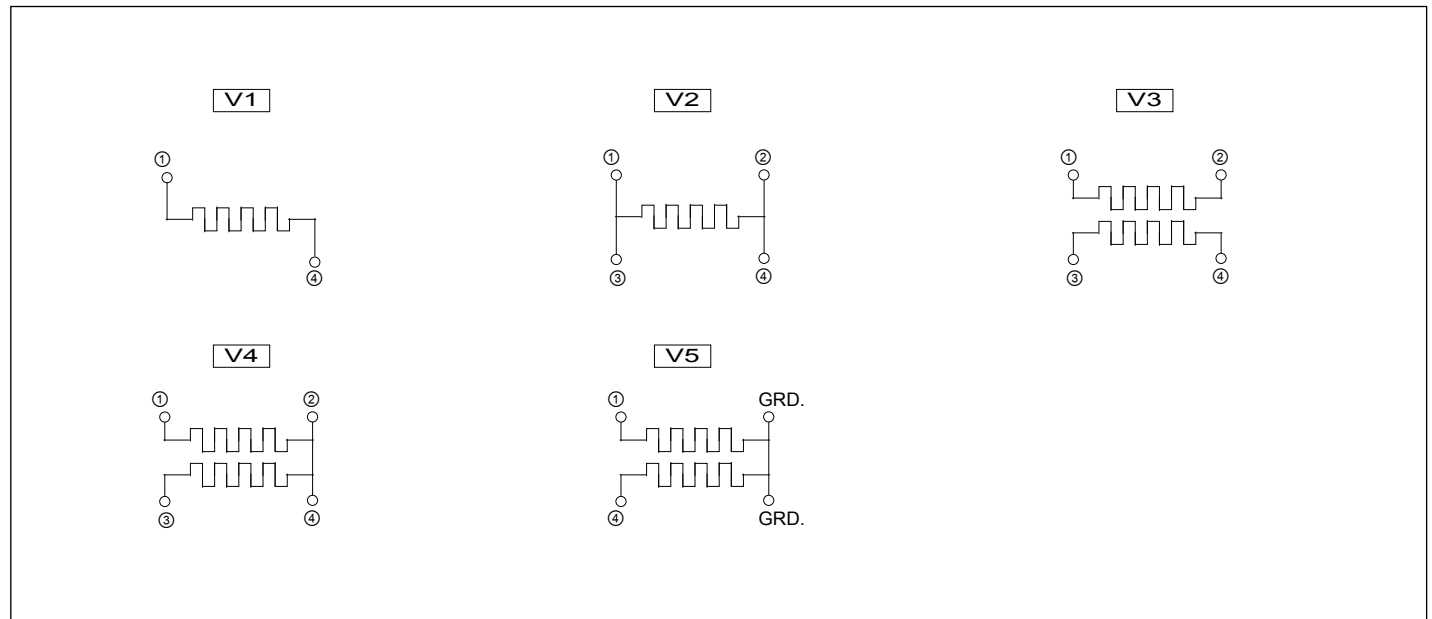 V1 V2 V3
① ① ② ① ②
④ ③ ④ ③ ④
V4 V5
① ② ① GRD.
③ ④ ④ GRD.